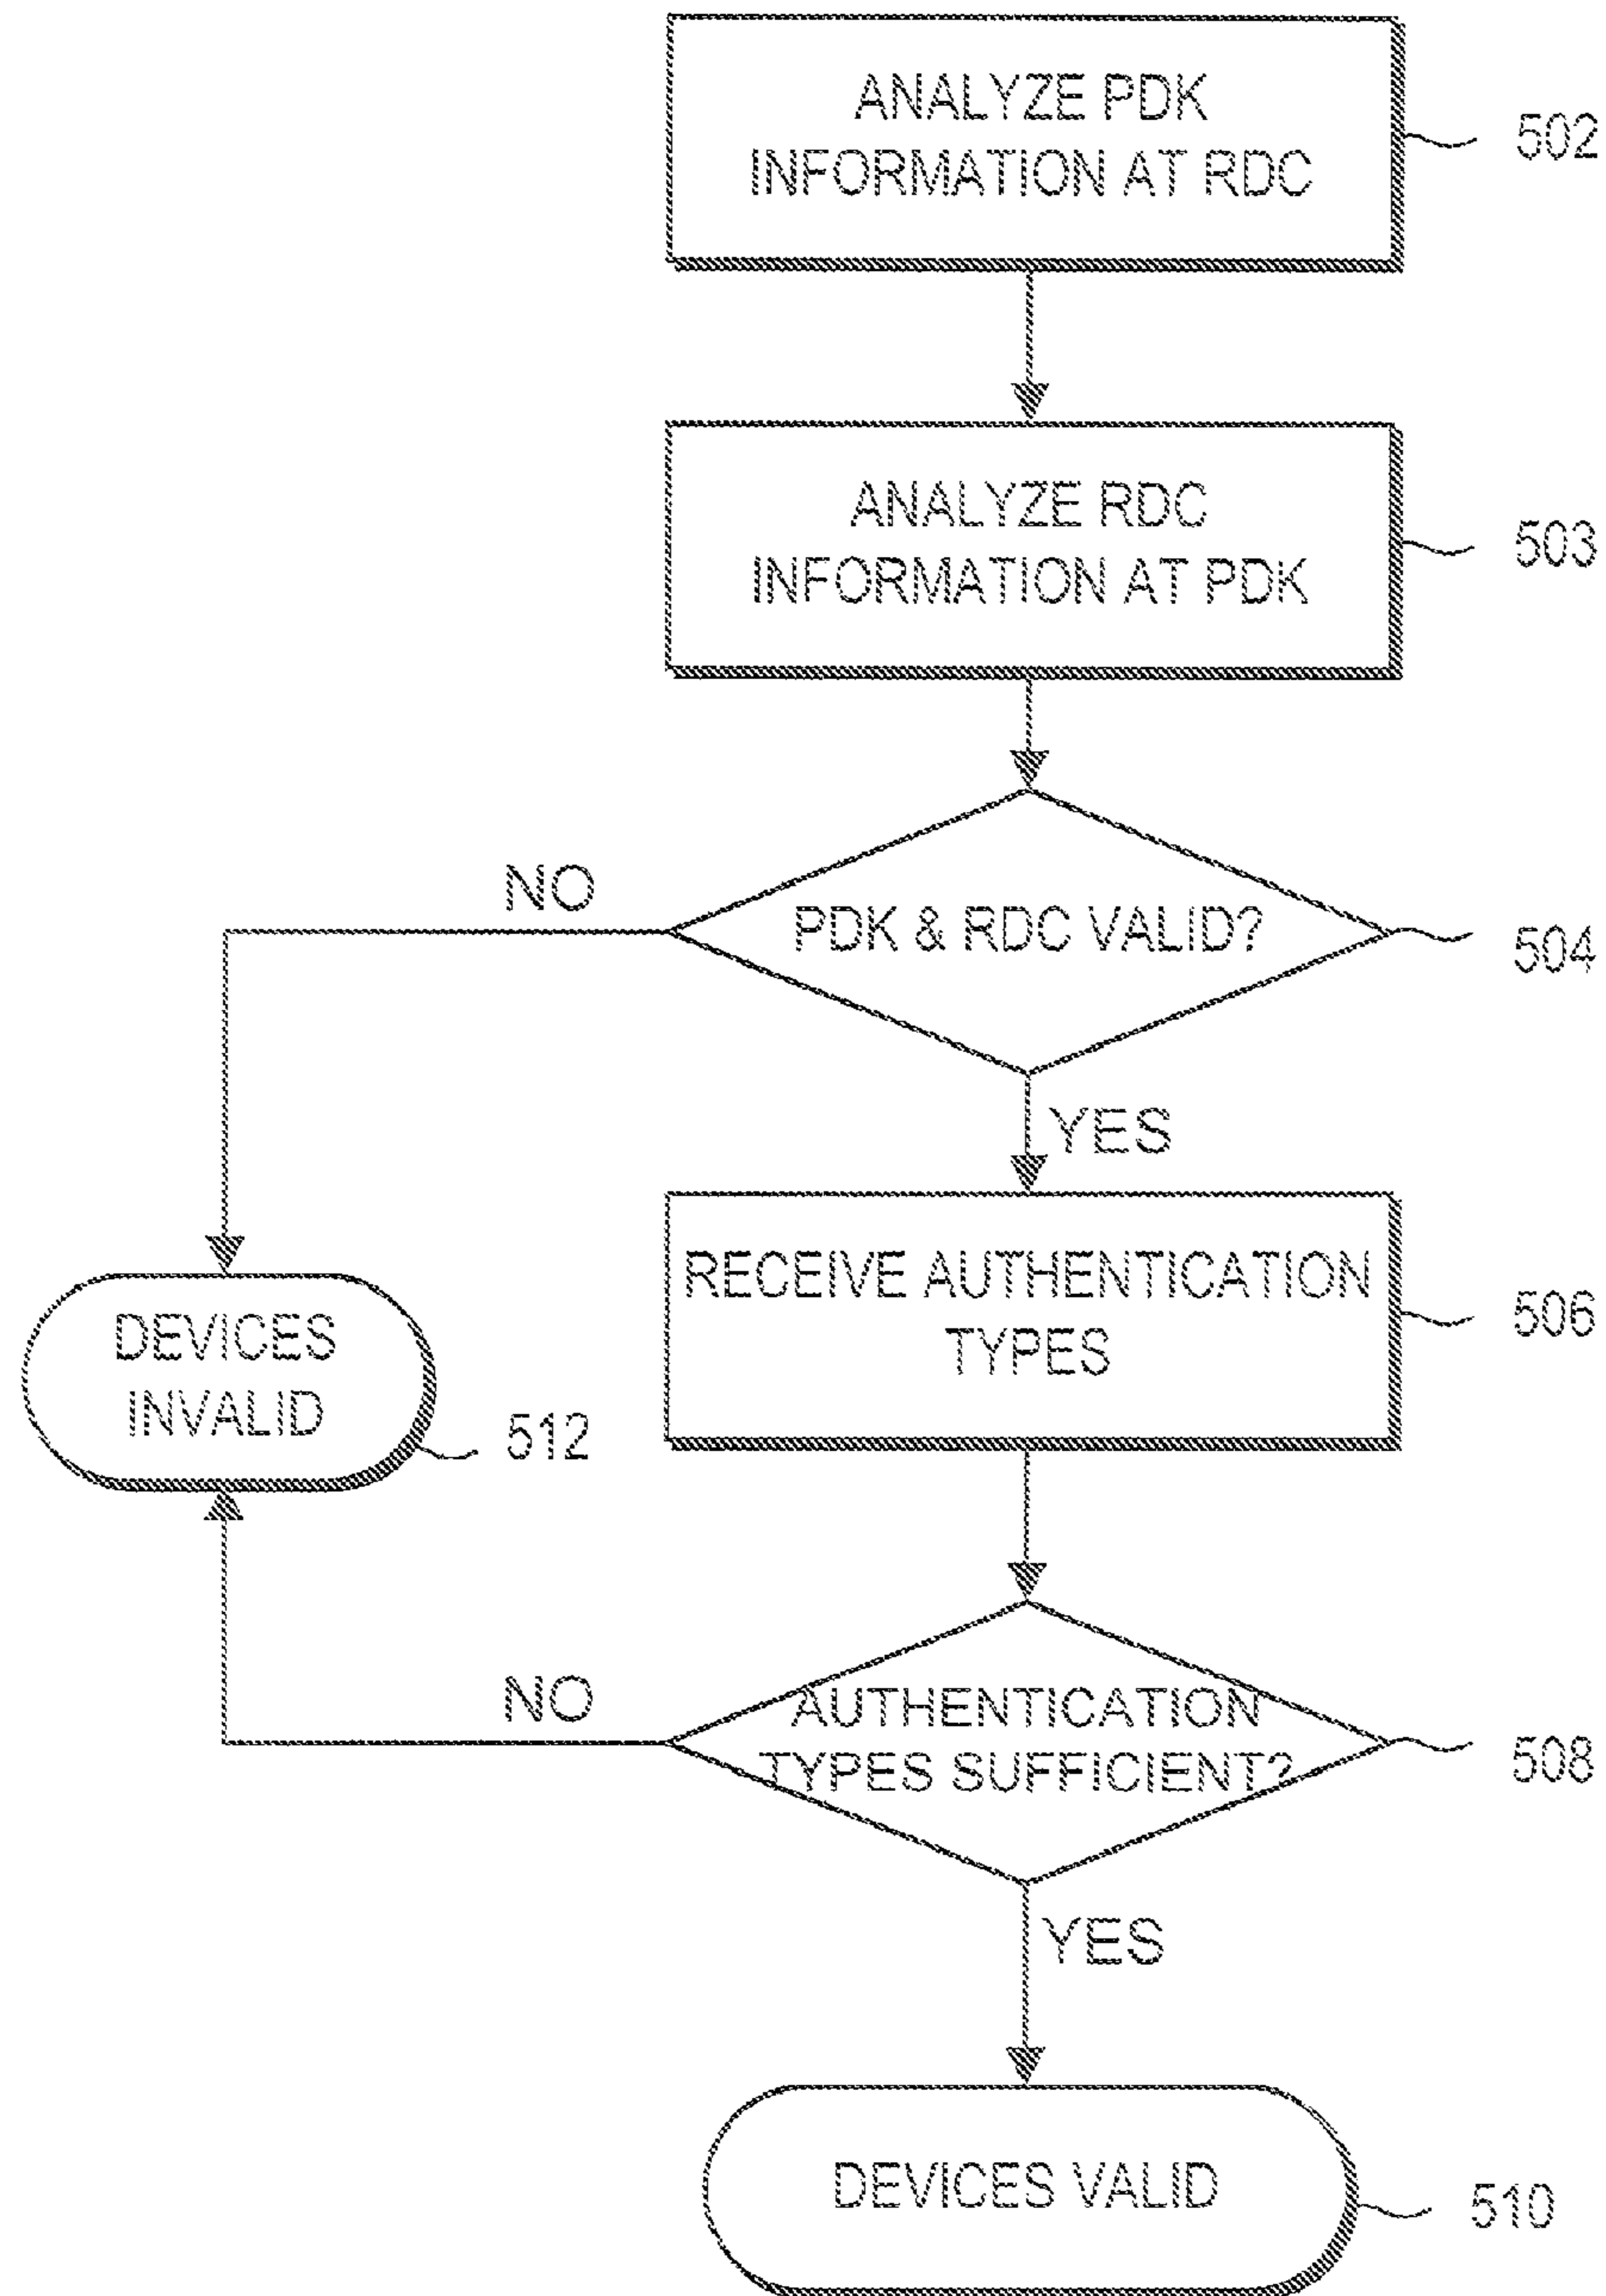 ANALYZE PDK
INFORMATION AT RDC
502
ANALYZE RDC
INFORMATION AT PDK
503
NO
PDK & RDC VALID?
504
YES
RECEIVE AUTHENTICATION
TYPES
506
DEVICES
INVALID
512
NO
AUTHENTICATION
TYPES SUFFICIENT?
508
YES
DEVICES VALID
510